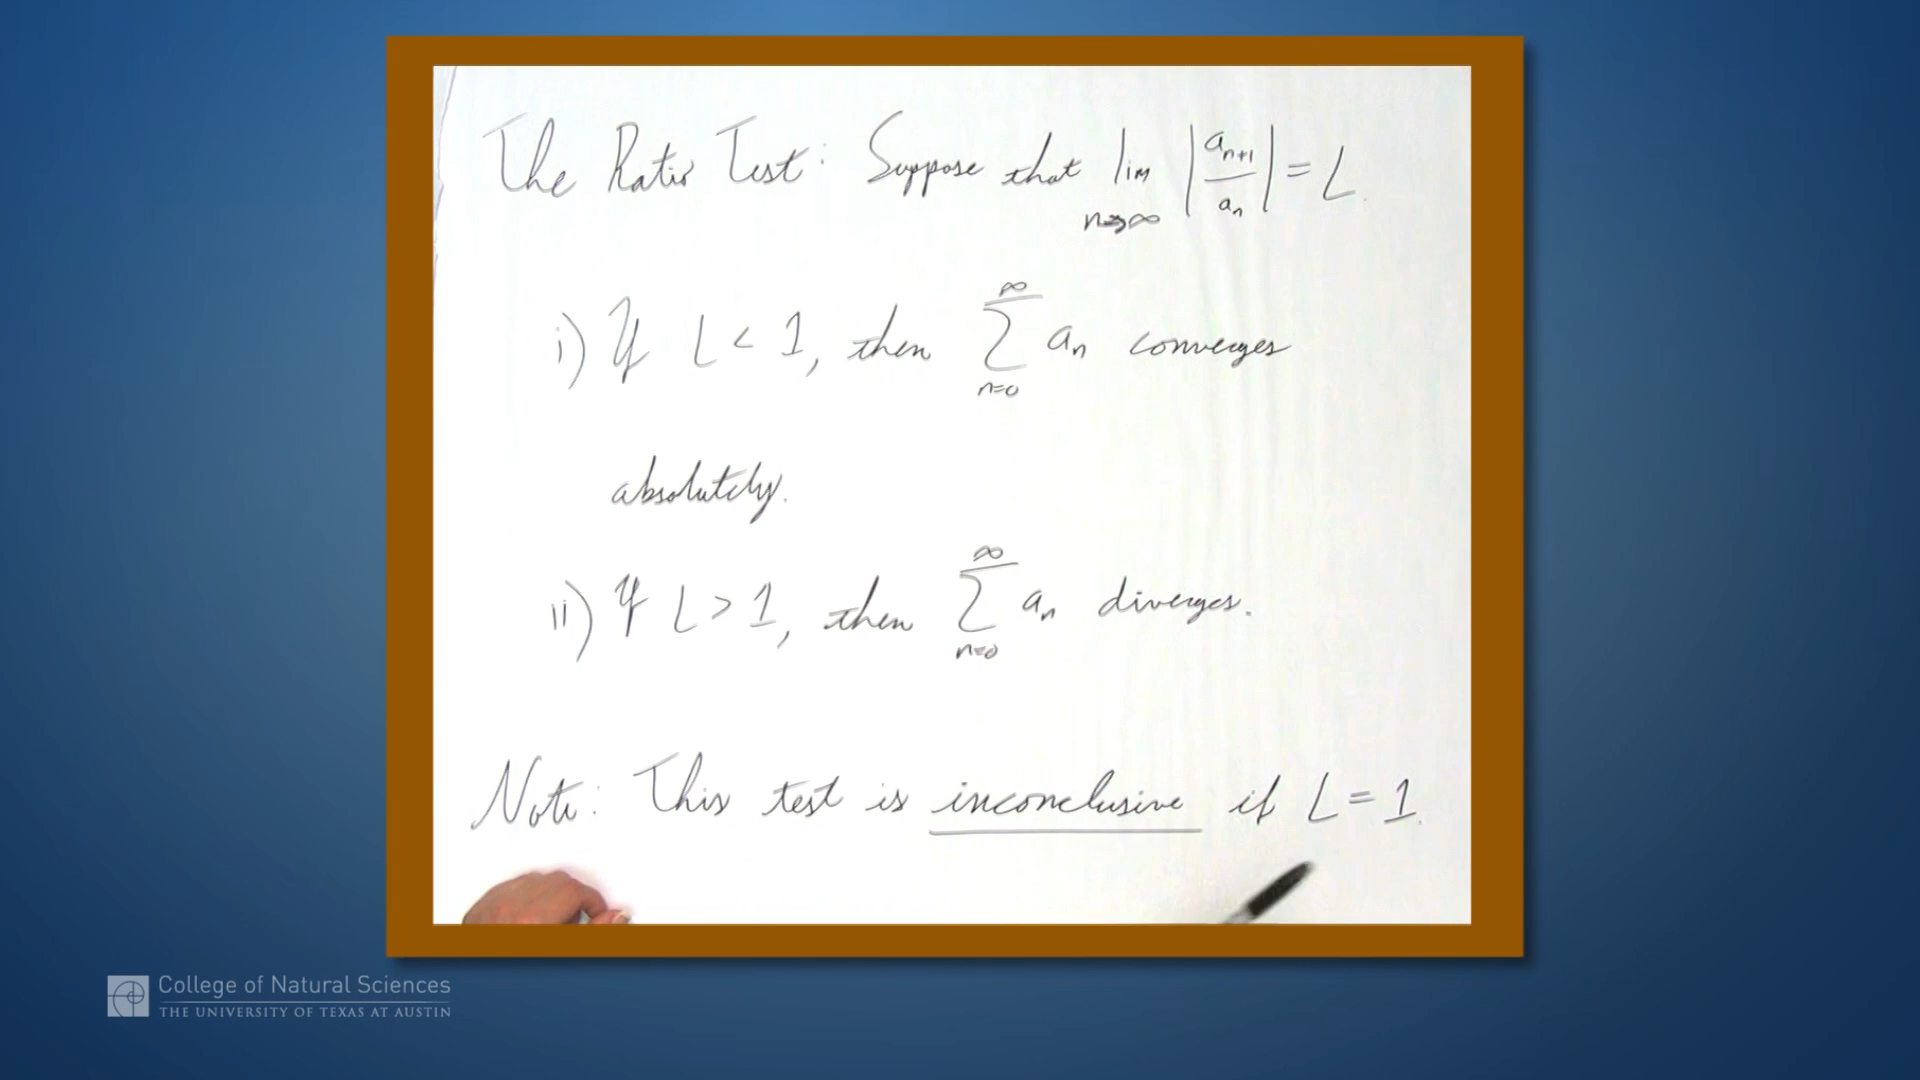 The Ratio Test: Suppose that lim n→∞ |a_{n+1}/a_n| = L.
i) If L < 1, then ∑_{n=0}^{∞} a_n converges
absolutely.
ii) If L > 1, then ∑_{n=0}^{∞} a_n diverges.
Note: This test is inconclusive if L = 1.
College of Natural Sciences
THE UNIVERSITY OF TEXAS AT AUSTIN